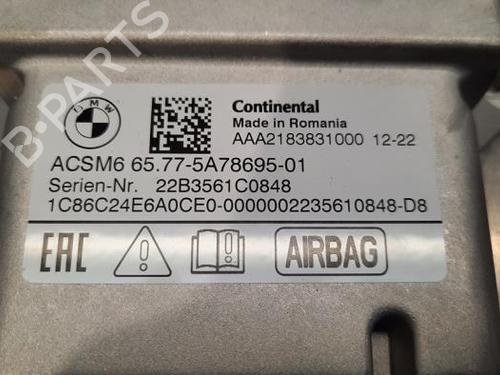 BMW
Continental
Made in Romania
AAA2183831000 12-22
ACSM6 65.77-5A78695-01
Serien-Nr. 22B3561C0848
1C86C24E6A0CE0-0000002235610848-D8
EAC
AIRBAG
B-PARTS